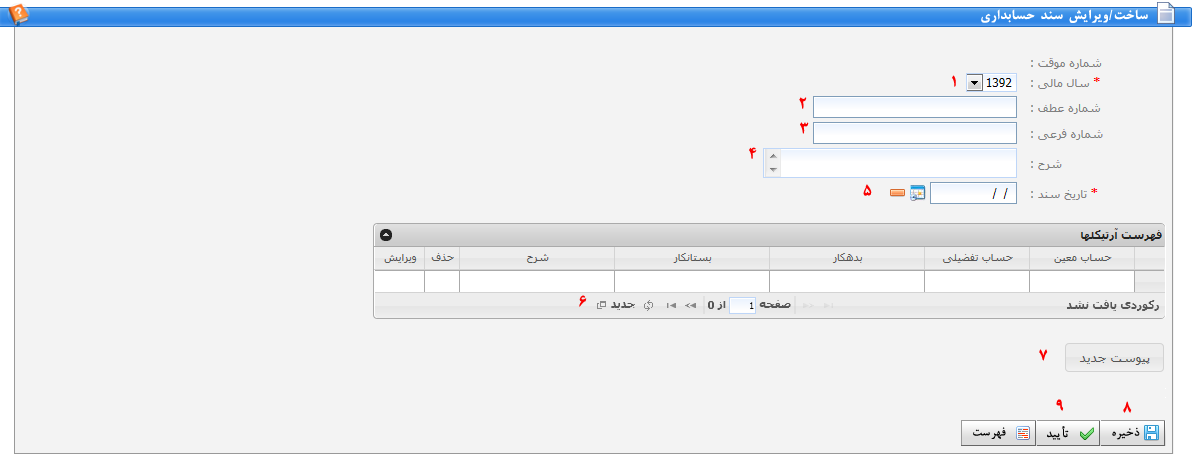 ساخت/ویرایش سند حسابداری
شماره موقت :
* سال مالی : 1392 ۱
شماره عطف : ۲
شماره فرعی : ۳
شرح : ۴
* تاریخ سند : / / ۵
فهرست آرتیکلها
حساب معین حساب تفضیلی بدهکار بستانکار شرح حذف ویرایش
رکوردی یافت نشد صفحه 1 از 0 جدید ۶
پیوست جدید ۷
۸ ۹
ذخیره تأیید فهرست